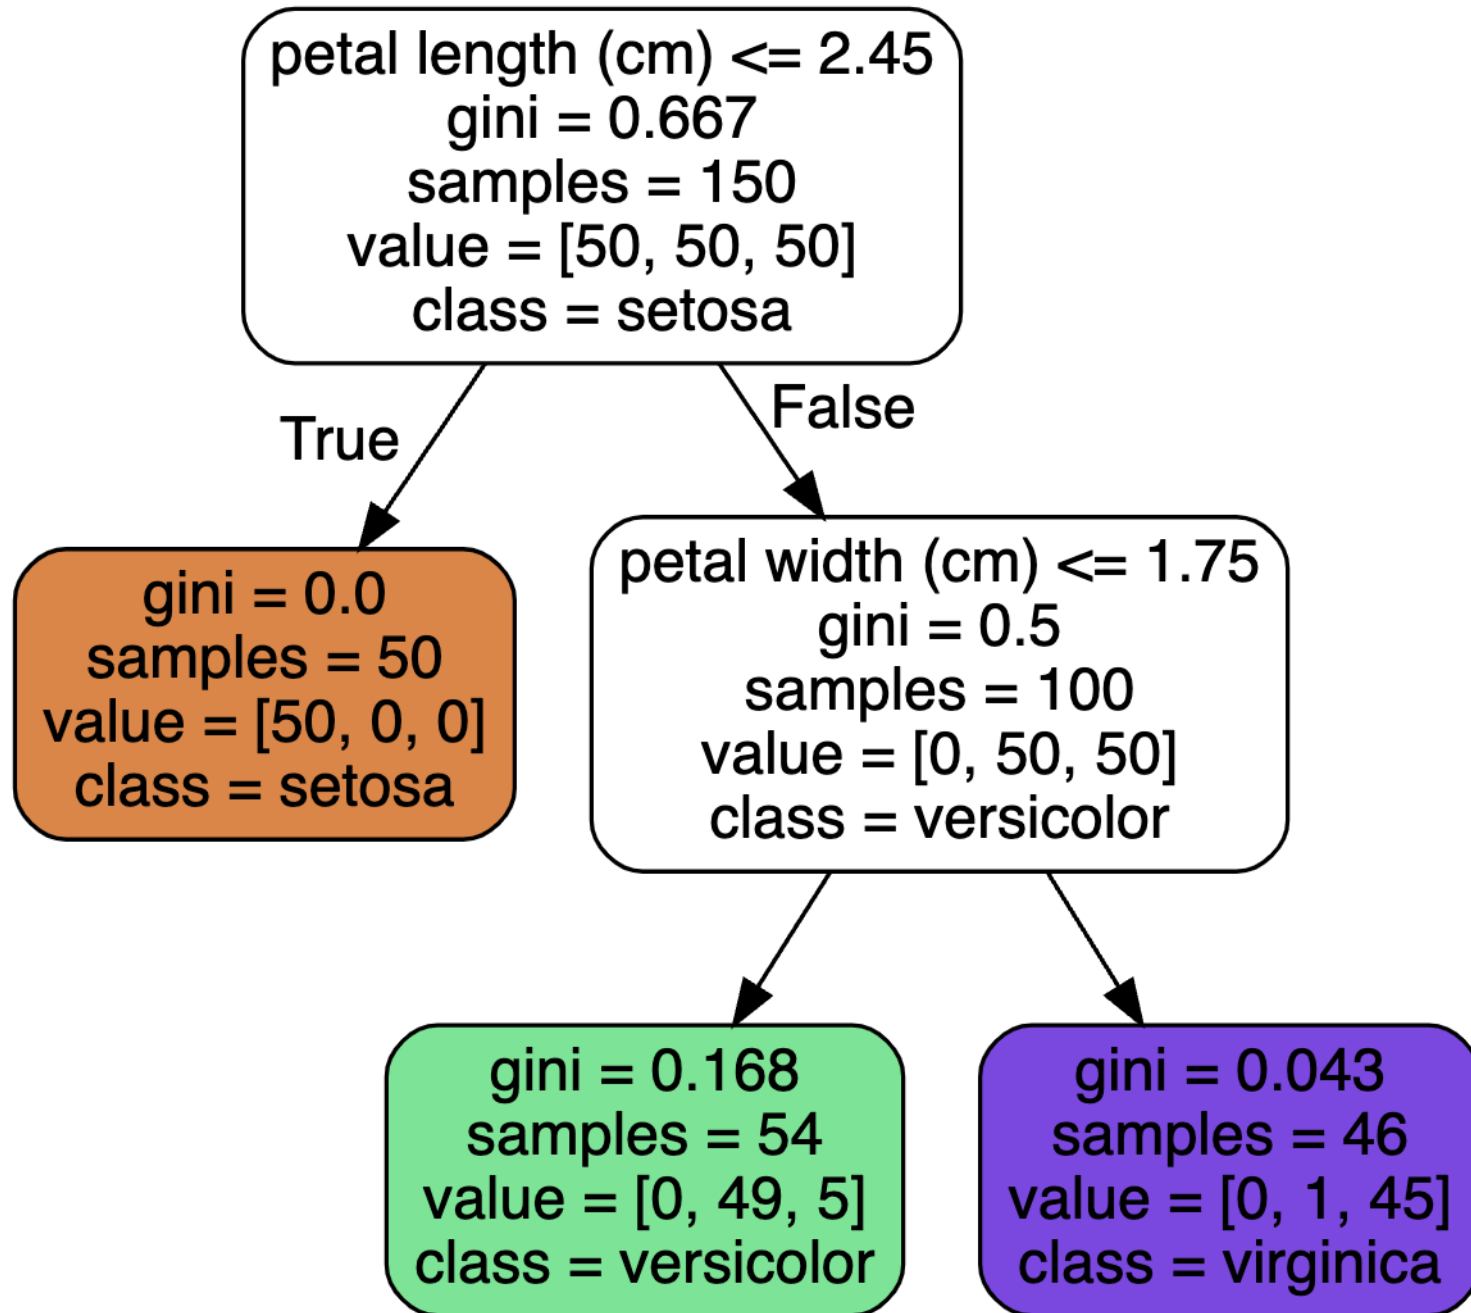 petal length (cm) <= 2.45
gini = 0.667
samples = 150
value = [50, 50, 50]
class = setosa
True
False
gini = 0.0
samples = 50
value = [50, 0, 0]
class = setosa
petal width (cm) <= 1.75
gini = 0.5
samples = 100
value = [0, 50, 50]
class = versicolor
gini = 0.168
samples = 54
value = [0, 49, 5]
class = versicolor
gini = 0.043
samples = 46
value = [0, 1, 45]
class = virginica